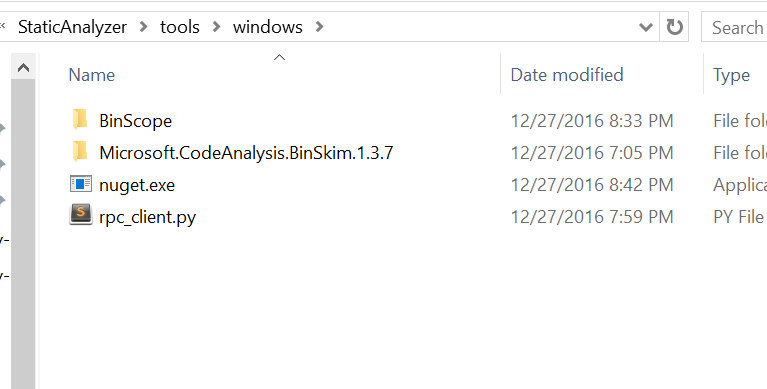 « StaticAnalyzer > tools > windows >
Search
Name Date modified Type
BinScope 12/27/2016 8:33 PM File fol
Microsoft.CodeAnalysis.BinSkim.1.3.7 12/27/2016 7:05 PM File fol
nuget.exe 12/27/2016 8:42 PM Applica
rpc_client.py 12/27/2016 7:59 PM PY File
y-
y-